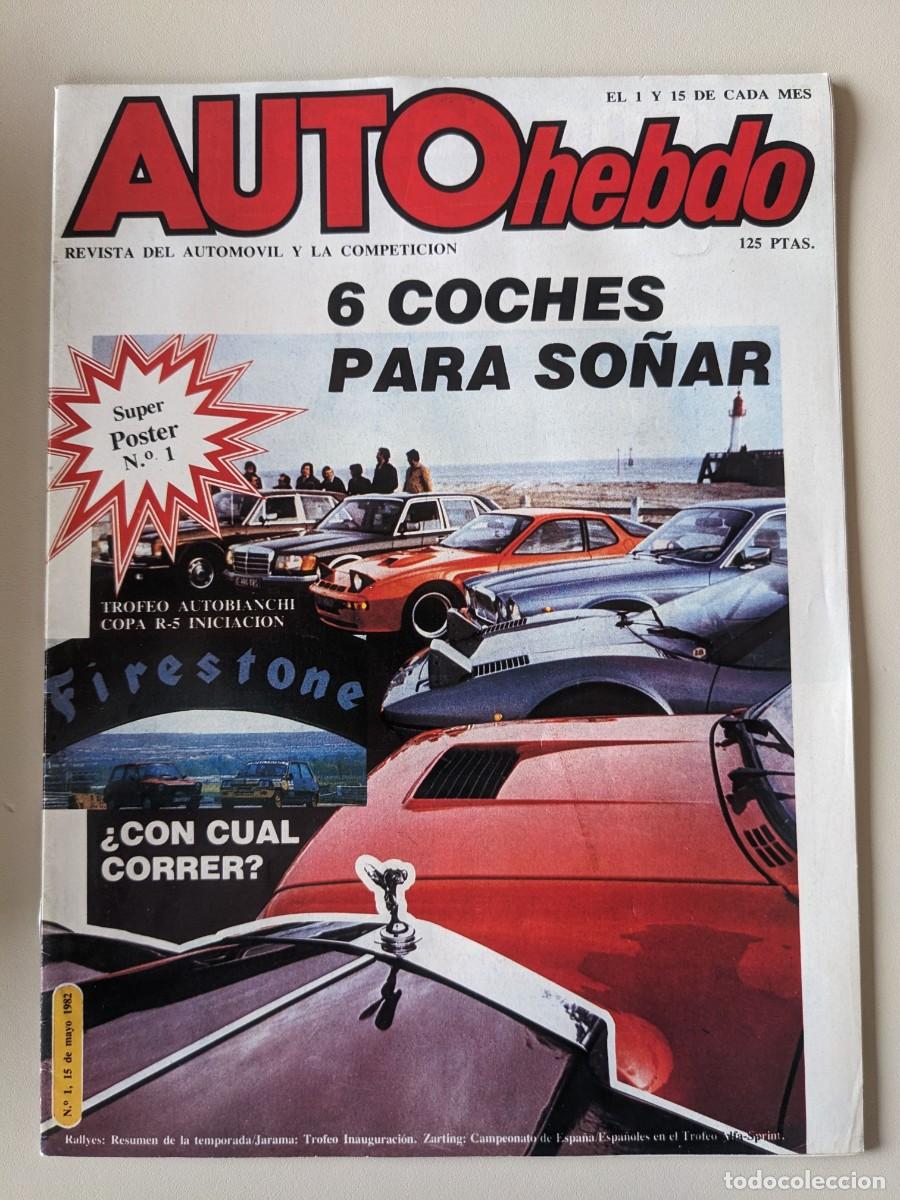 EL 1 Y 15 DE CADA MES
AUTOhebdo
REVISTA DEL AUTOMOVIL Y LA COMPETICION
125 PTAS.
6 COCHES
PARA SOÑAR
Super
Poster
N.º 1
TROFEO AUTOBIANCHI
COPA R-5 INICIACION
Firestone
¿CON CUAL
CORRER?
N.º 1, 15 de mayo 1982
Rallyes: Resumen de la temporada/Jarama: Trofeo Inauguración. Zarting: Campeonato de España/Españoles en el Trofeo Alfa-Sprint.
todocoleccion